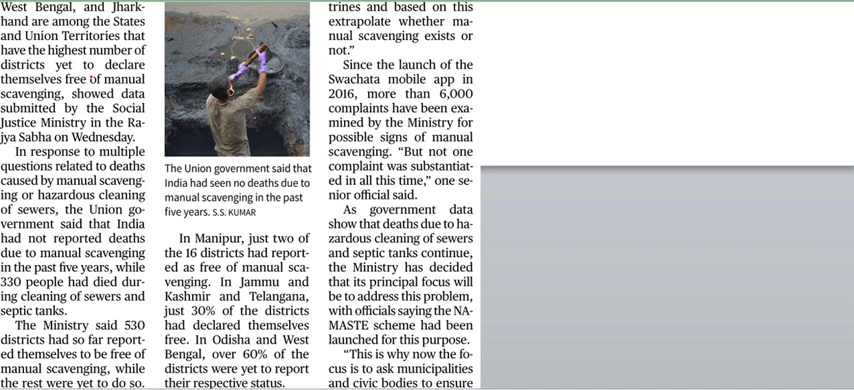 West Bengal, and Jhark-
hand are among the States
and Union Territories that
have the highest number of
districts yet to declare
themselves free of manual
scavenging, showed data
submitted by the Social
Justice Ministry in the Ra-
jya Sabha on Wednesday.
In response to multiple
questions related to deaths
caused by manual scaveng-
ing or hazardous cleaning
of sewers, the Union go-
vernment said that India
had not reported deaths
due to manual scavenging
in the past five years, while
330 people had died dur-
ing cleaning of sewers and
septic tanks.
The Ministry said 530
districts had so far report-
ed themselves to be free of
manual scavenging, while
the rest were yet to do so.
The Union government said that
India had seen no deaths due to
manual scavenging in the past
five years. S.S. KUMAR
In Manipur, just two of
the 16 districts had report-
ed as free of manual sca-
venging. In Jammu and
Kashmir and Telangana,
just 30% of the districts
had declared themselves
free. In Odisha and West
Bengal, over 60% of the
districts were yet to report
their respective status.
trines and based on this
extrapolate whether ma-
nual scavenging exists or
not.”
Since the launch of the
Swachata mobile app in
2016, more than 6,000
complaints have been exa-
mined by the Ministry for
possible signs of manual
scavenging. “But not one
complaint was substantiat-
ed in all this time,” one se-
nior official said.
As government data
show that deaths due to ha-
zardous cleaning of sewers
and septic tanks continue,
the Ministry has decided
that its principal focus will
be to address this problem,
with officials saying the NA-
MASTE scheme had been
launched for this purpose.
“This is why now the fo-
cus is to ask municipalities
and civic bodies to ensure